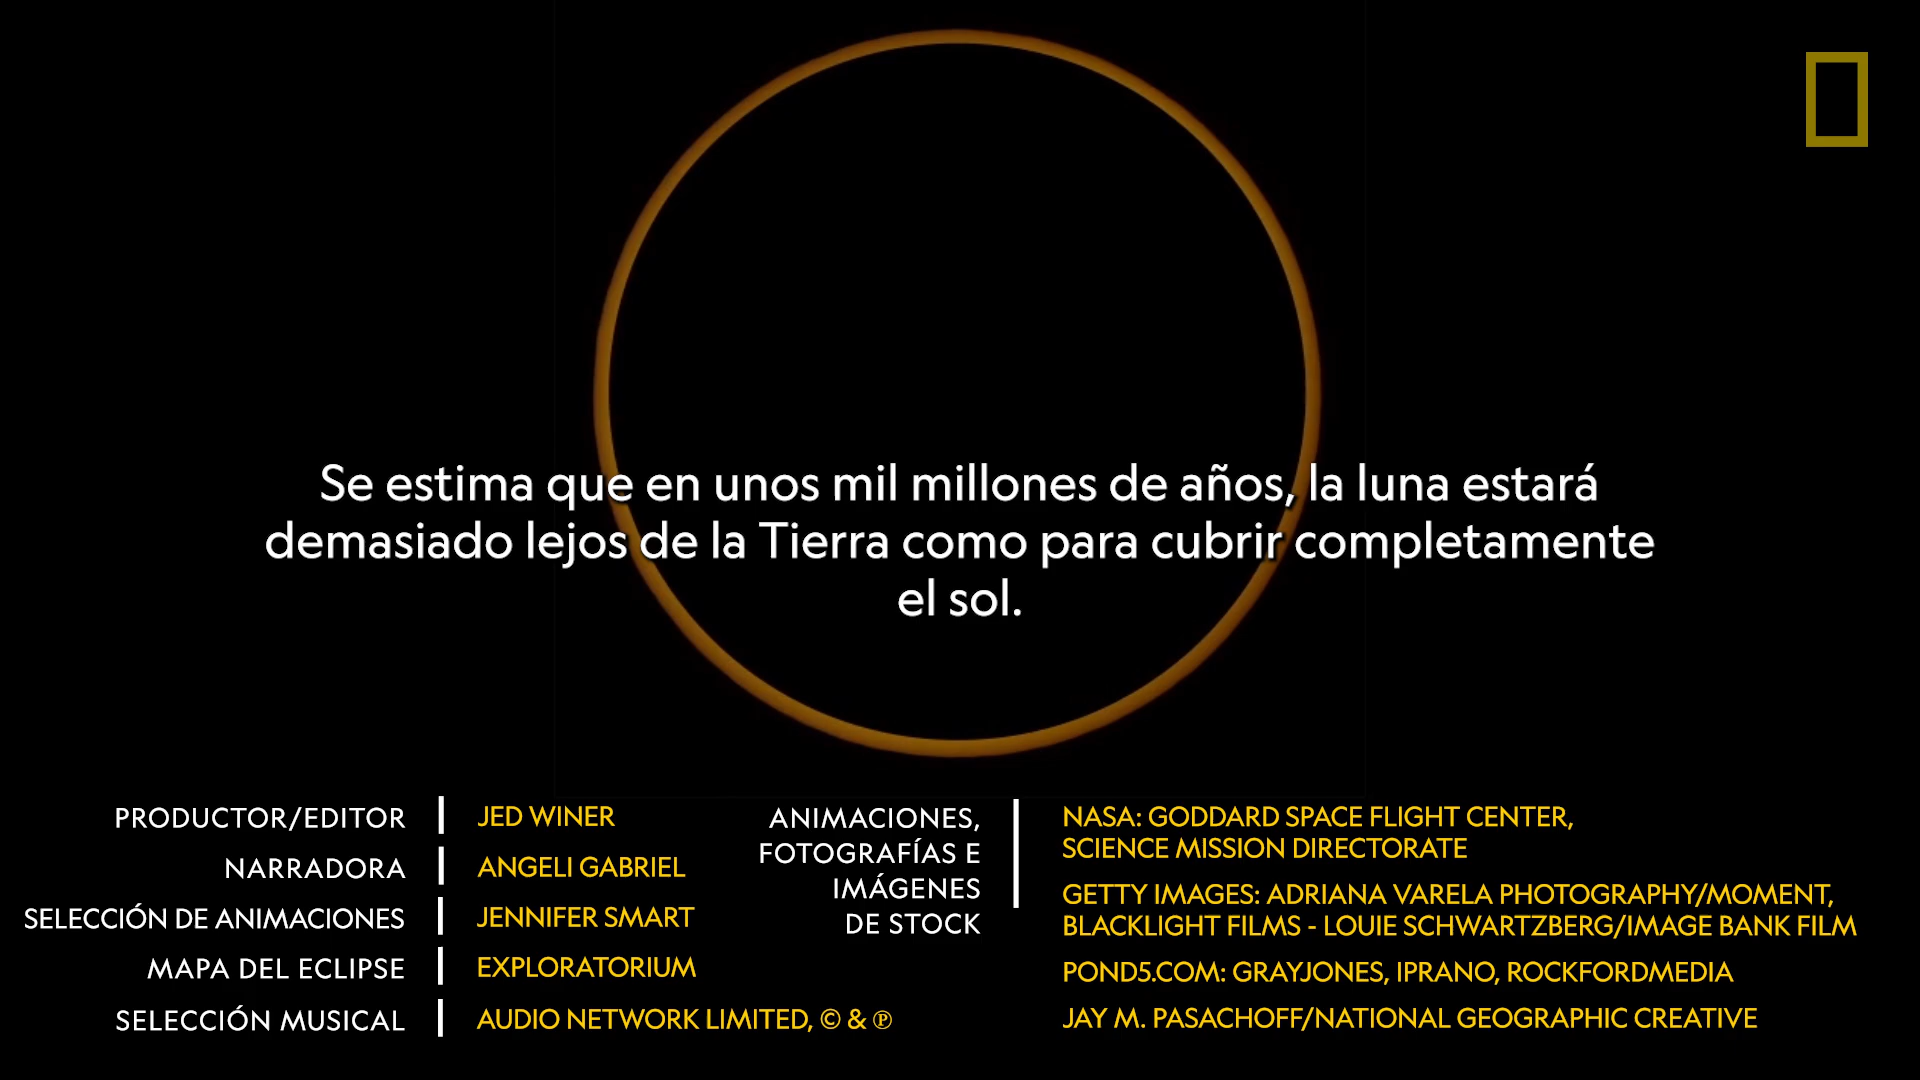 Se estima que en unos mil millones de años, la luna estará
demasiado lejos de la Tierra como para cubrir completamente
el sol.
PRODUCTOR/EDITOR
JED WINER
NARRADORA
ANGELI GABRIEL
SELECCIÓN DE ANIMACIONES
JENNIFER SMART
MAPA DEL ECLIPSE
EXPLORATORIUM
SELECCIÓN MUSICAL
AUDIO NETWORK LIMITED, © & ℗
ANIMACIONES,
FOTOGRAFÍAS E
IMÁGENES
DE STOCK
NASA: GODDARD SPACE FLIGHT CENTER,
SCIENCE MISSION DIRECTORATE
GETTY IMAGES: ADRIANA VARELA PHOTOGRAPHY/MOMENT,
BLACKLIGHT FILMS - LOUIE SCHWARTZBERG/IMAGE BANK FILM
POND5.COM: GRAYJONES, IPRANO, ROCKFORDMEDIA
JAY M. PASACHOFF/NATIONAL GEOGRAPHIC CREATIVE